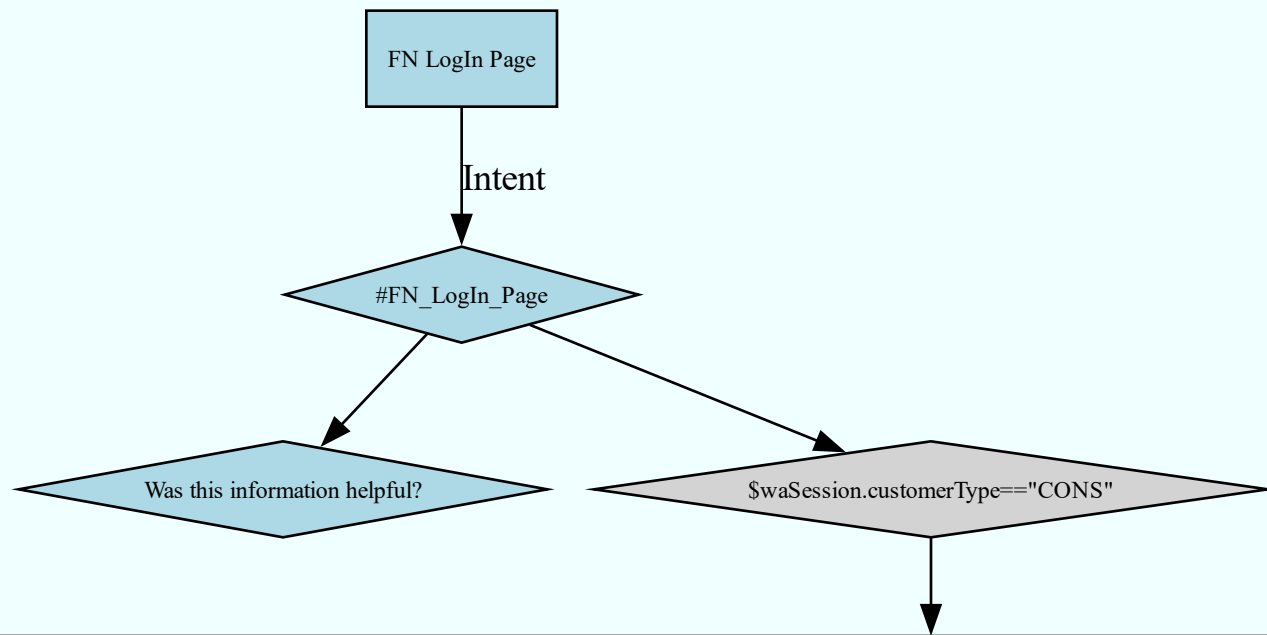 FN LogIn Page
Intent
#FN_LogIn_Page
Was this information helpful?
$waSession.customerType=="CONS"